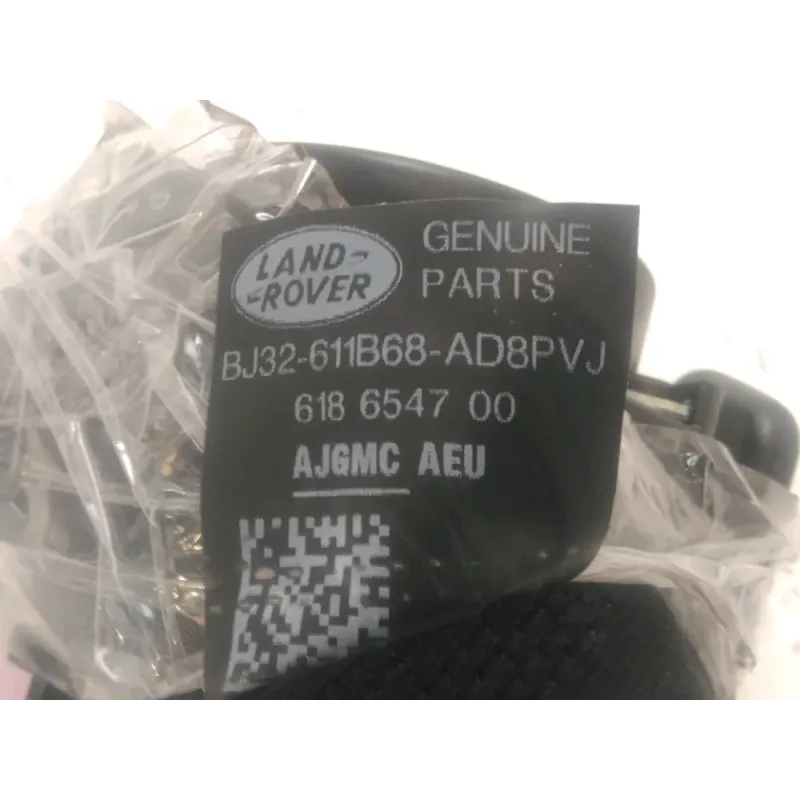 LAND-
-ROVER
GENUINE
PARTS
BJ32-611B68-AD8PVJ
618 6547 00
AJGMC AEU